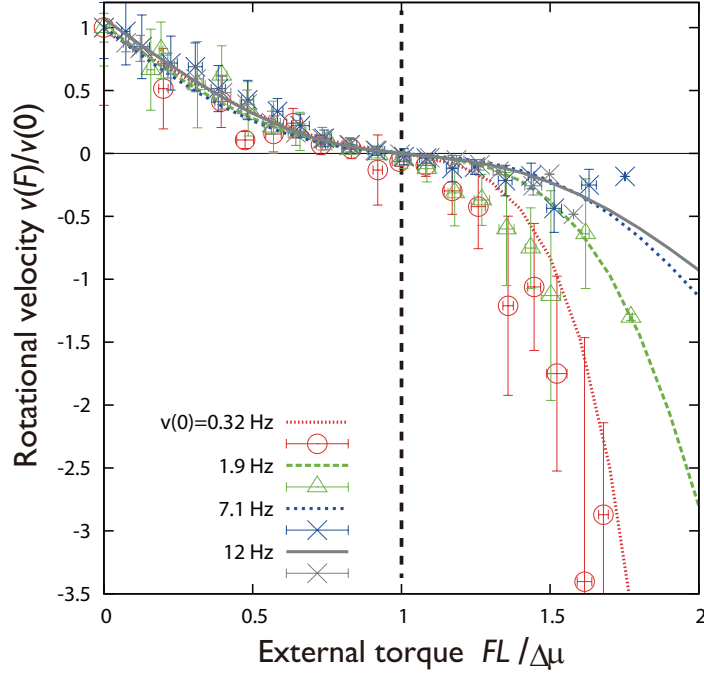 Rotational velocity v(F)/v(0)
1
0.5
0
-0.5
-1
-1.5
-2
-2.5
-3
-3.5
v(0)=0.32 Hz
1.9 Hz
7.1 Hz
12 Hz
0
0.5
1
1.5
2
External torque FL/Δμ